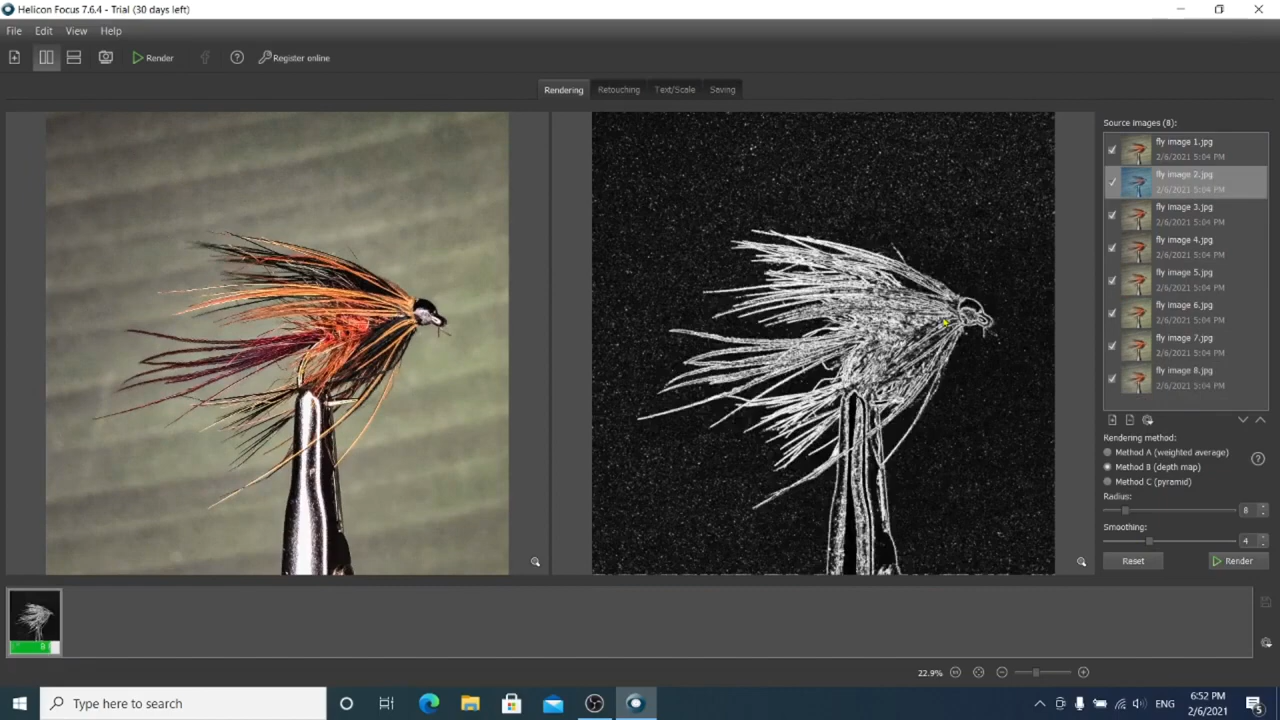 Helicon Focus 7.6.4 - Trial (30 days left)
File Edit View Help
Render Register online
Rendering Retouching Text/Scale Saving
Source images (8):
fly image 1.jpg
2/6/2021 5:04 PM
fly image 2.jpg
2/6/2021 5:04 PM
fly image 3.jpg
2/6/2021 5:04 PM
fly image 4.jpg
2/6/2021 5:04 PM
fly image 5.jpg
2/6/2021 5:04 PM
fly image 6.jpg
2/6/2021 5:04 PM
fly image 7.jpg
2/6/2021 5:04 PM
fly image 8.jpg
2/6/2021 5:04 PM
Rendering method:
Method A (weighted average)
Method B (depth map)
Method C (pyramid)
Radius:
8
Smoothing:
4
Reset Render
22.9%
Type here to search
ENG
6:52 PM
2/6/2021
5